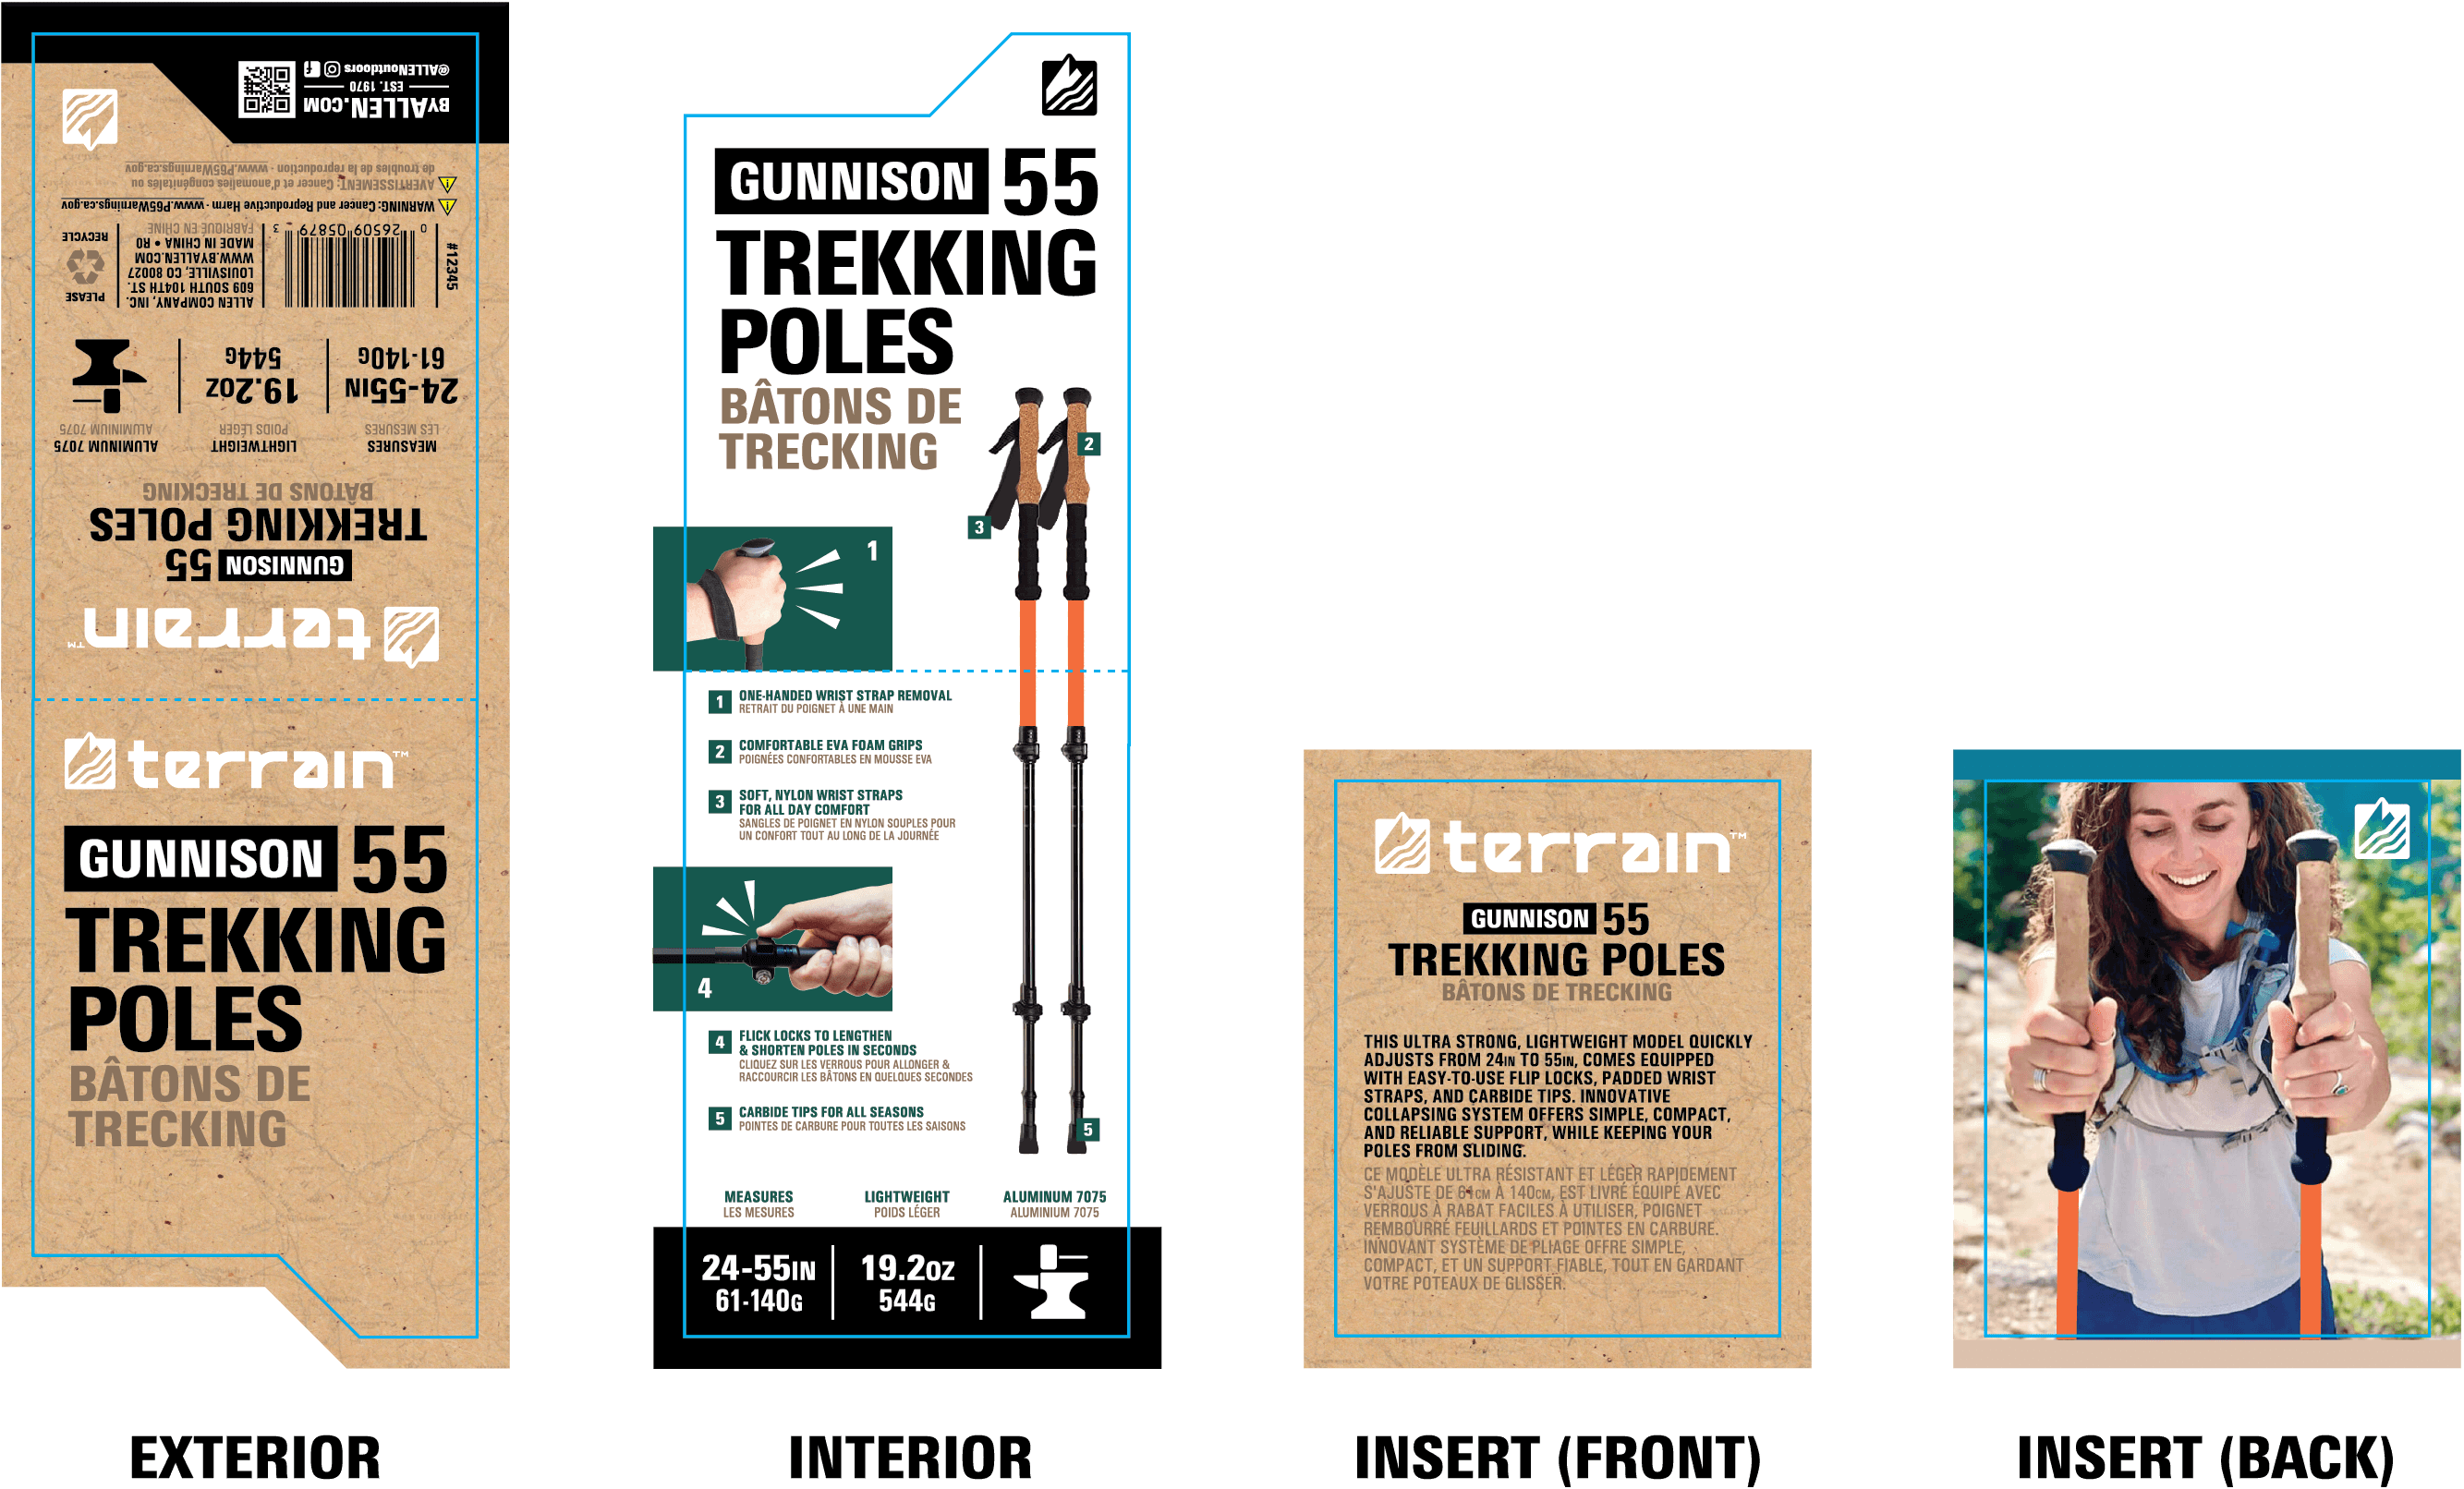 BYALLEN.COM
EST. 1970
@ALLENoutdoors
WARNING: Cancer and Reproductive Harm - www.P65Warnings.ca.gov
AVERTISSEMENT: Cancer et d'anomalies congénitales ou
de troubles de la reproduction - www.P65Warnings.ca.gov
#12345
0 26509 05879 3
ALLEN COMPANY, INC.
609 SOUTH 104TH ST.
LOUISVILLE, CO 80027
WWW.BYALLEN.COM
MADE IN CHINA • R0
FABRIQUÉ EN CHINE
PLEASE
RECYCLE
MEASURES
LES MESURES
24-55IN
61-140G
LIGHTWEIGHT
POIDS LÉGER
19.2OZ
544G
ALUMINUM 7075
ALUMINIUM 7075
terrain™
GUNNISON 55
TREKKING POLES
BÂTONS DE TRECKING
terrain™
GUNNISON 55
TREKKING
POLES
BÂTONS DE
TRECKING
EXTERIOR
GUNNISON 55
TREKKING
POLES
BÂTONS DE
TRECKING
2
3
1
1 ONE-HANDED WRIST STRAP REMOVAL
RETRAIT DU POIGNET À UNE MAIN
2 COMFORTABLE EVA FOAM GRIPS
POIGNÉES CONFORTABLES EN MOUSSE EVA
3 SOFT, NYLON WRIST STRAPS
FOR ALL DAY COMFORT
SANGLES DE POIGNET EN NYLON SOUPLES POUR
UN CONFORT TOUT AU LONG DE LA JOURNÉE
4
4 FLICK LOCKS TO LENGTHEN
& SHORTEN POLES IN SECONDS
CLIQUEZ SUR LES VERROUS POUR ALLONGER &
RACCOURCIR LES BÂTONS EN QUELQUES SECONDES
5 CARBIDE TIPS FOR ALL SEASONS
POINTES DE CARBURE POUR TOUTES LES SAISONS
5
MEASURES
LES MESURES
LIGHTWEIGHT
POIDS LÉGER
ALUMINUM 7075
ALUMINIUM 7075
24-55IN
61-140G
19.2OZ
544G
INTERIOR
terrain™
GUNNISON 55
TREKKING POLES
BÂTONS DE TRECKING
THIS ULTRA STRONG, LIGHTWEIGHT MODEL QUICKLY
ADJUSTS FROM 24IN TO 55IN, COMES EQUIPPED
WITH EASY-TO-USE FLIP LOCKS, PADDED WRIST
STRAPS, AND CARBIDE TIPS. INNOVATIVE
COLLAPSING SYSTEM OFFERS SIMPLE, COMPACT,
AND RELIABLE SUPPORT, WHILE KEEPING YOUR
POLES FROM SLIDING.
CE MODÈLE ULTRA RÉSISTANT ET LÉGER RAPIDEMENT
S'AJUSTE DE 61CM À 140CM, EST LIVRÉ ÉQUIPÉ AVEC
VERROUS À RABAT FACILES À UTILISER, POIGNET
REMBOURRÉ FEUILLARDS ET POINTES EN CARBURE.
INNOVANT SYSTÈME DE PLIAGE OFFRE SIMPLE,
COMPACT, ET UN SUPPORT FIABLE, TOUT EN GARDANT
VOTRE POTEAUX DE GLISSER.
INSERT (FRONT)
INSERT (BACK)